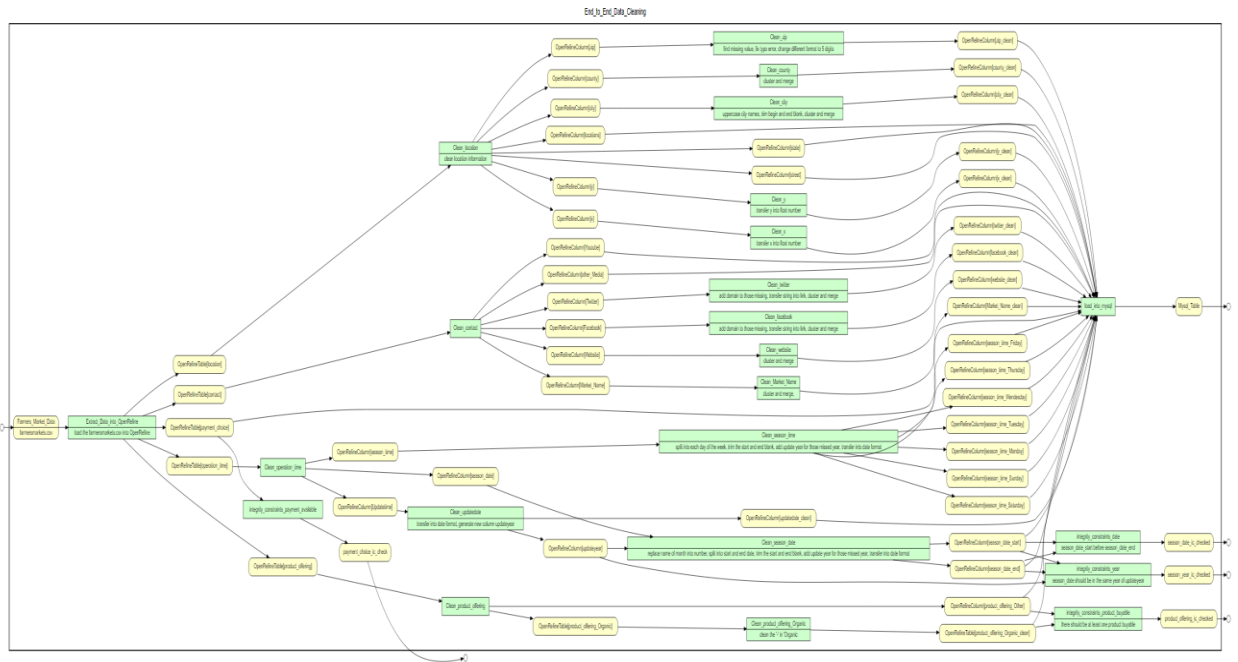 End_to_End_Data_Cleaning
Clean_zip
find missing value, fix type error, change different format to 5 digits
OpenRefineColumn[zip]
OpenRefineColumn[zip_clean]
OpenRefineColumn[county]
Clean_county
cluster and merge
OpenRefineColumn[county_clean]
OpenRefineColumn[city]
Clean_city
uppercase city names, trim begin and end blank, cluster and merge
OpenRefineColumn[city_clean]
OpenRefineColumn[locations]
Clean_location
clean location information
OpenRefineColumn[state]
OpenRefineColumn[street]
OpenRefineColumn[y_clean]
OpenRefineColumn[y]
Clean_y
transfer y into float number
OpenRefineColumn[x]
Clean_x
transfer x into float number
OpenRefineColumn[twitter_clean]
OpenRefineColumn[Youtube]
OpenRefineColumn[facebook_clean]
OpenRefineColumn[other_Media]
OpenRefineColumn[website_clean]
Clean_twitter
add domain to those missing, transfer string into link, cluster and merge
OpenRefineColumn[Twitter]
OpenRefineColumn[Market_Name_clean]
load_into_mysql
Mysql_Table
Clean_contact
OpenRefineColumn[Facebook]
Clean_facebook
add domain to those missing, transfer string into link, cluster and merge
OpenRefineColumn[season_time_Friday]
OpenRefineColumn[Website]
Clean_website
cluster and merge
OpenRefineTable[location]
OpenRefineColumn[season_time_Thursday]
OpenRefineColumn[Market_Name]
Clean_Market_Name
cluster and merge.
OpenRefineTable[contact]
OpenRefineColumn[season_time_Wendesday]
Farmers_Market_Data
farmersmarkets.csv
Extract_Data_into_OpenRefine
load the farmersmarkets.csv into OpenRefine
OpenRefineTable[payment_choice]
OpenRefineColumn[season_time_Tuesday]
Clean_season_time
split into each day of the week, trim the start and end blank, add update year for those missed year, transfer into date format
OpenRefineColumn[season_time]
OpenRefineColumn[season_time_Monday]
OpenRefineTable[operation_time]
Clean_operation_time
OpenRefineColumn[season_date]
OpenRefineColumn[season_time_Sunday]
OpenRefineColumn[Updatetime]
OpenRefineColumn[season_time_Saturday]
integrity_constraints_payment_available
Clean_updatedate
transfer into date format, generate new column updateyear
OpenRefineColumn[updatedate_clean]
payment_choice_is_check
OpenRefineColumn[updateyear]
Clean_season_date
replace name of month into number, split into start and end date, trim the start and end blank, add update year for those missed year, transfer into date format
OpenRefineColumn[season_date_start]
integrity_constraints_date
season_date_start before season_date_end
season_date_is_checked
OpenRefineTable[product_offering]
OpenRefineColumn[season_date_end]
integrity_constraints_year
season_date should be in the same year of updateyear
season_year_is_checked
Clean_product_offering
OpenRefineColumn[product_offering_Other]
integrity_constraints_product_buyable
there should be at least one product buyable
product_offering_is_checked
OpenRefineTable[product_offering_Organic]
Clean_product_offering_Organic
clean the '-' in 'Organic'
OpenRefineTable[product_offering_Organic_clean]